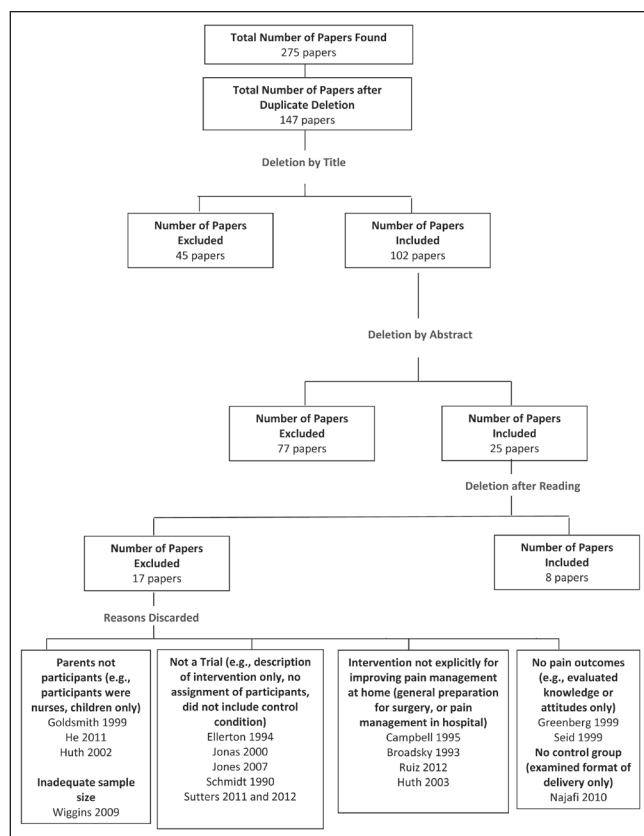 Total Number of Papers Found
275 papers
Total Number of Papers after
Duplicate Deletion
147 papers
Deletion by Title
Number of Papers
Excluded
45 papers
Number of Papers
Included
102 papers
Deletion by Abstract
Number of Papers
Excluded
77 papers
Number of Papers
Included
25 papers
Deletion after Reading
Number of Papers
Excluded
17 papers
Number of Papers
Included
8 papers
Reasons Discarded
Parents not
participants (e.g.,
participants were
nurses, children only)
Goldsmith 1999
He 2011
Huth 2002
Inadequate sample
size
Wiggins 2009
Not a Trial (e.g., description
of intervention only, no
assignment of participants,
did not include control
condition)
Ellerton 1994
Jonas 2000
Jones 2007
Schmidt 1990
Sutters 2011 and 2012
Intervention not explicitly for
improving pain management
at home (general preparation
for surgery, or pain
management in hospital)
Campbell 1995
Broadsky 1993
Ruiz 2012
Huth 2003
No pain outcomes
(e.g., evaluated
knowledge or
attitudes only)
Greenberg 1999
Seid 1999
No control group
(examined format of
delivery only)
Najafi 2010